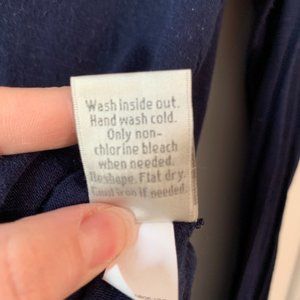 Wash inside out.
Hand wash cold.
Only non-
chlorine bleach
when needed.
Reshape. Flat dry.
Cool iron if needed.